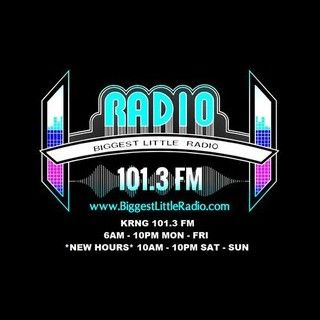 RADIO
BIGGEST LITTLE RADIO
101.3 FM
www.BiggestLittleRadio.com
KRNG 101.3 FM
6AM - 10PM MON - FRI
*NEW HOURS* 10AM - 10PM SAT - SUN